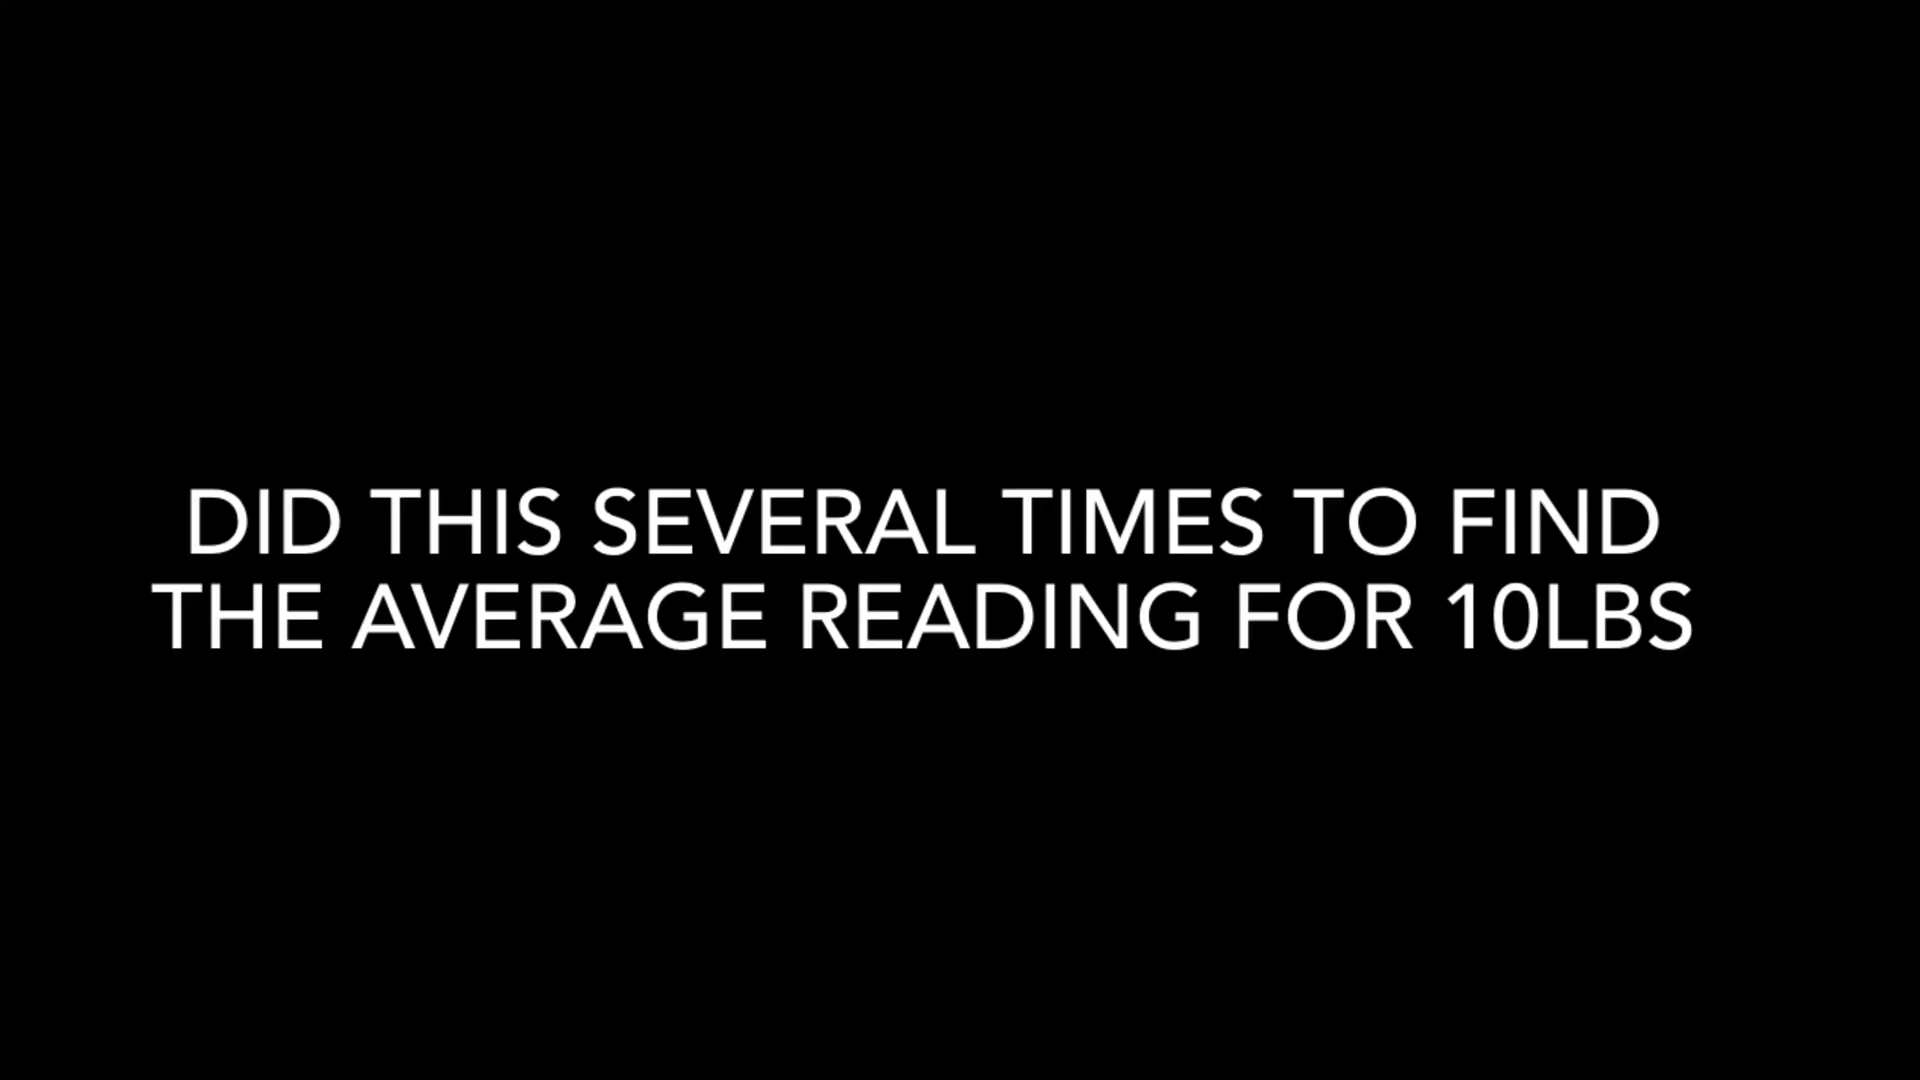 DID THIS SEVERAL TIMES TO FIND
THE AVERAGE READING FOR 10LBS